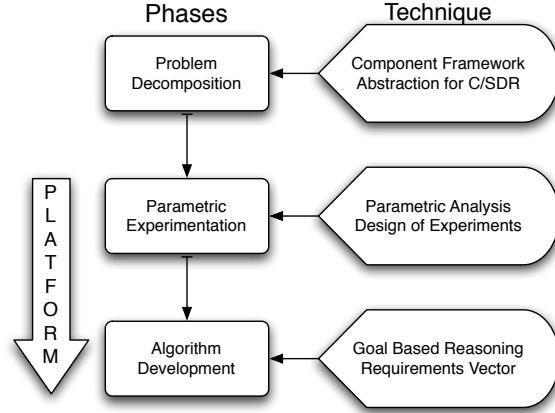 Phases
Technique
Problem
Decomposition
Component Framework
Abstraction for C/SDR
PLATFORM
Parametric
Experimentation
Parametric Analysis
Design of Experiments
Algorithm
Development
Goal Based Reasoning
Requirements Vector